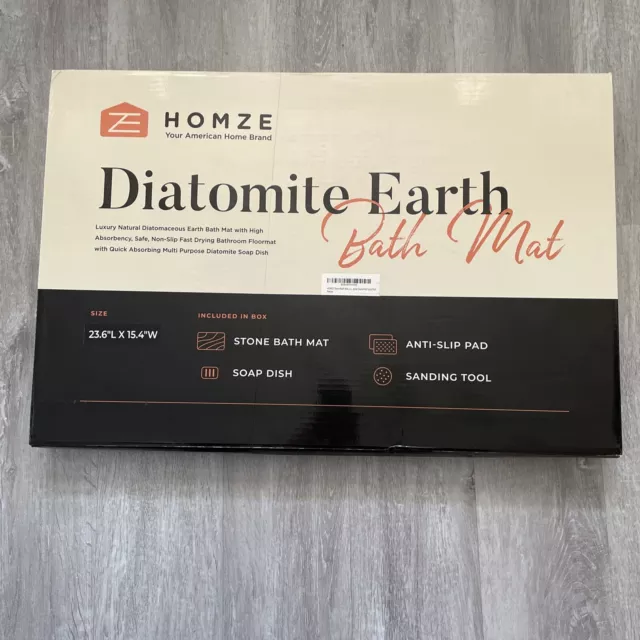 HOMZE
Your American Home Brand
Diatomite Earth
Bath Mat
Luxury Natural Diatomaceous Earth Bath Mat with High
Absorbency, Safe, Non-Slip Fast Drying Bathroom Floormat
with Quick Absorbing Multi Purpose Diatomite Soap Dish
SIZE
23.6"L X 15.4"W
INCLUDED IN BOX
STONE BATH MAT
ANTI-SLIP PAD
SOAP DISH
SANDING TOOL